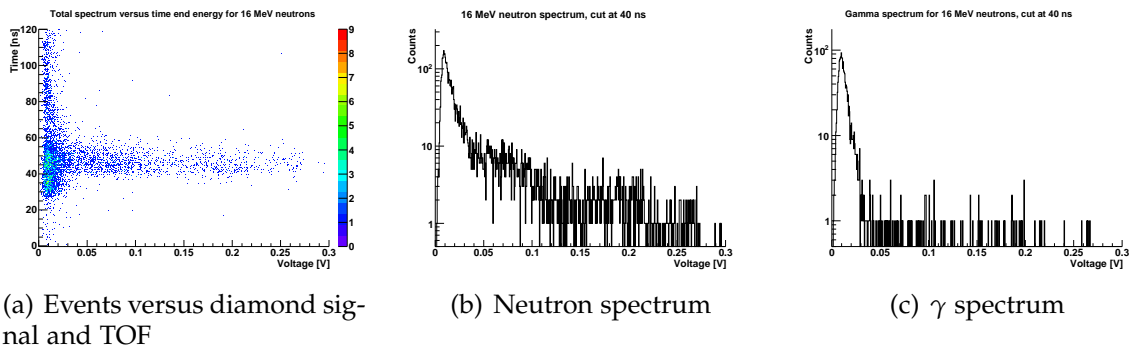 Total spectrum versus time end energy for 16 MeV neutrons
Time [ns]
120
100
80
60
40
20
0
0 0.05 0.1 0.15 0.2 0.25 0.3
Voltage [V]
9
8
7
6
5
4
3
2
1
0
16 MeV neutron spectrum, cut at 40 ns
Counts
10²
10
1
0 0.05 0.1 0.15 0.2 0.25 0.3
Voltage [V]
Gamma spectrum for 16 MeV neutrons, cut at 40 ns
Counts
10²
10
1
0 0.05 0.1 0.15 0.2 0.25 0.3
Voltage [V]
(a) Events versus diamond sig-
nal and TOF
(b) Neutron spectrum
(c) γ spectrum